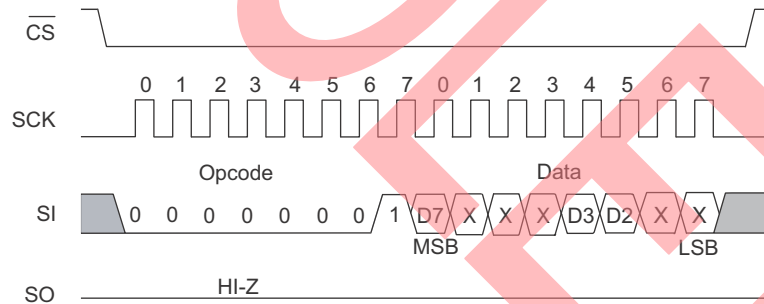 CS
0 1 2 3 4 5 6 7 0 1 2 3 4 5 6 7
SCK
Opcode Data
SI 0 0 0 0 0 0 0 1 D7 X X X D3 D2 X X
MSB LSB
HI-Z
SO